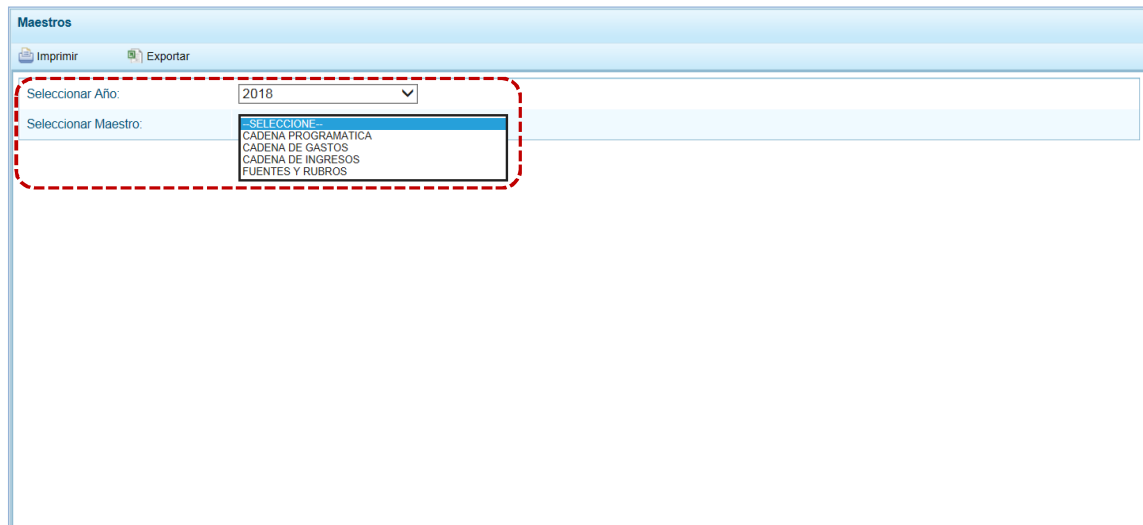 Maestros
Imprimir Exportar
Seleccionar Año: 2018
Seleccionar Maestro: --SELECCIONE--
CADENA PROGRAMATICA
CADENA DE GASTOS
CADENA DE INGRESOS
FUENTES Y RUBROS